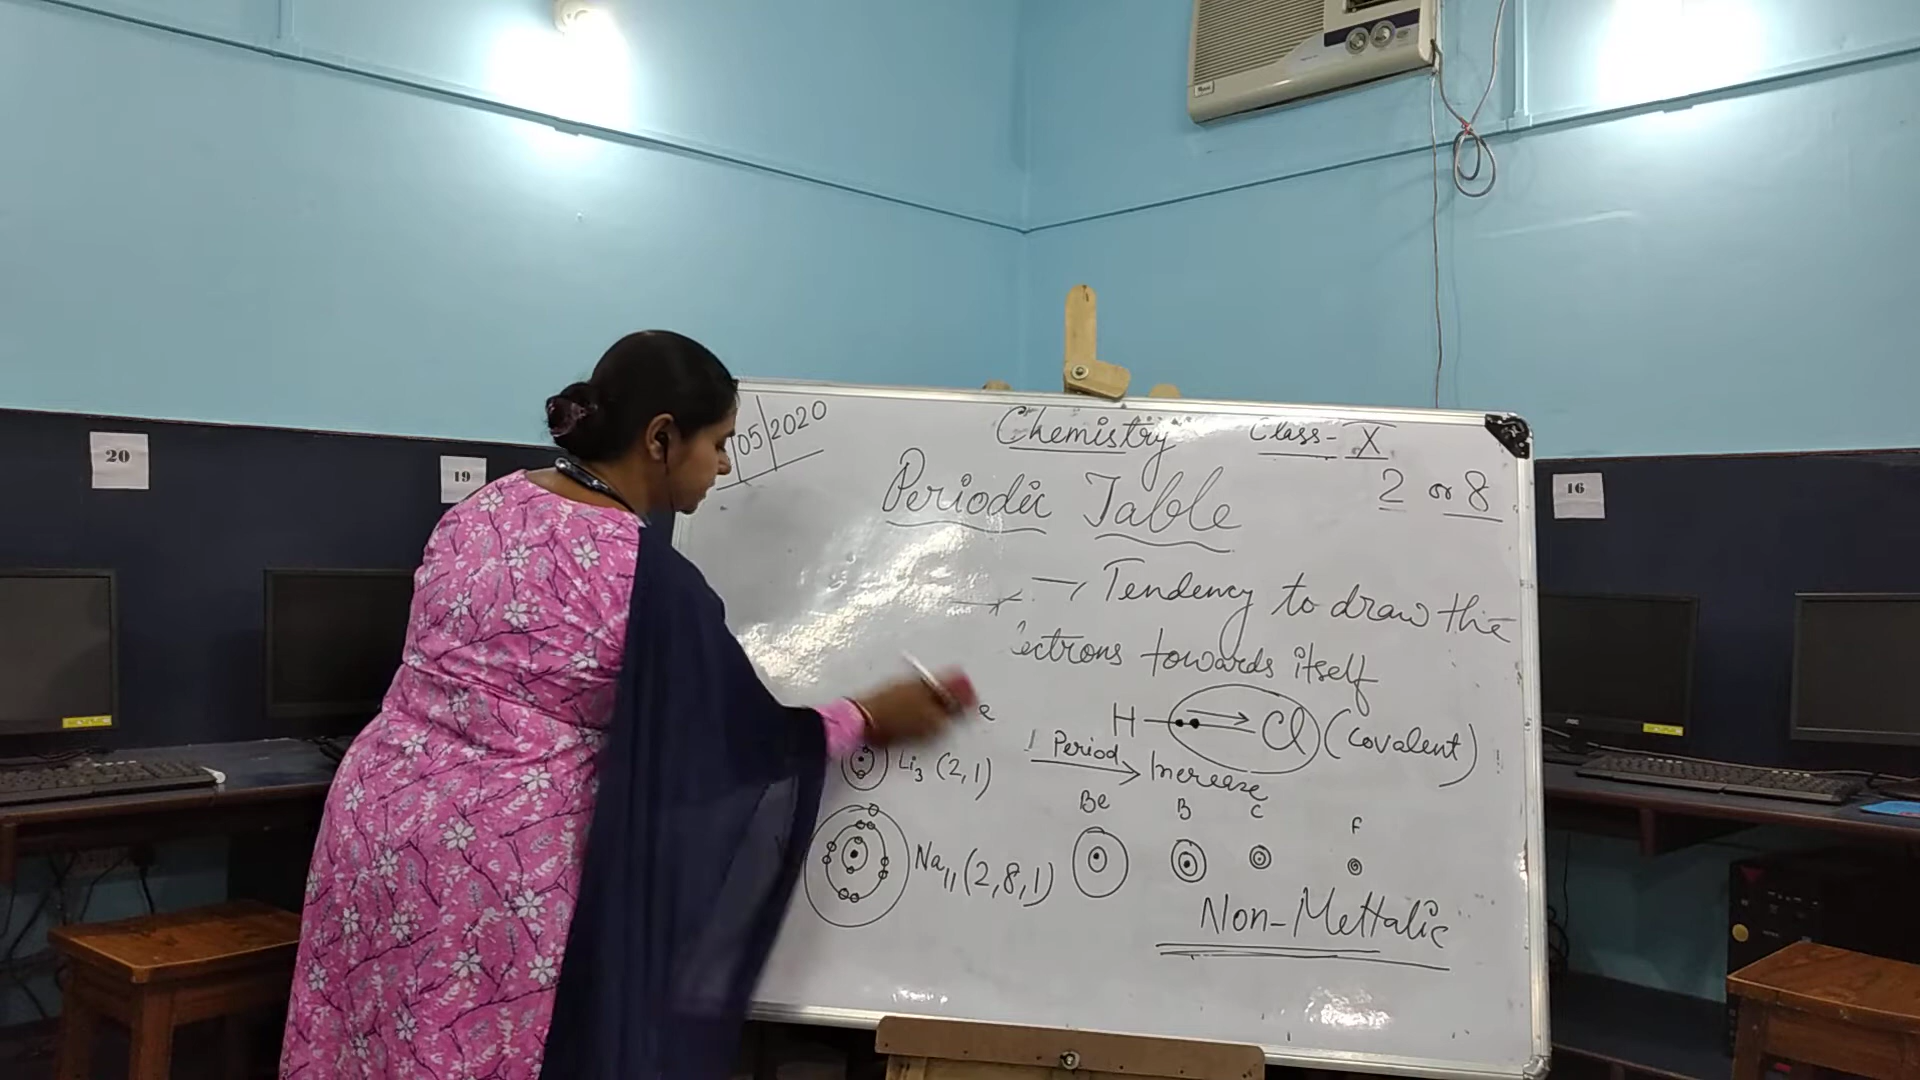 20
19
16
05 2020
Chemistry Class - X
2 or 8
Periodic Table
Tendency to draw the
ectrons towards itself
H Cl (Covalent)
Period Increase
Li3 (2,1)
Be B C F
Na11 (2,8,1)
Non-Mettalic